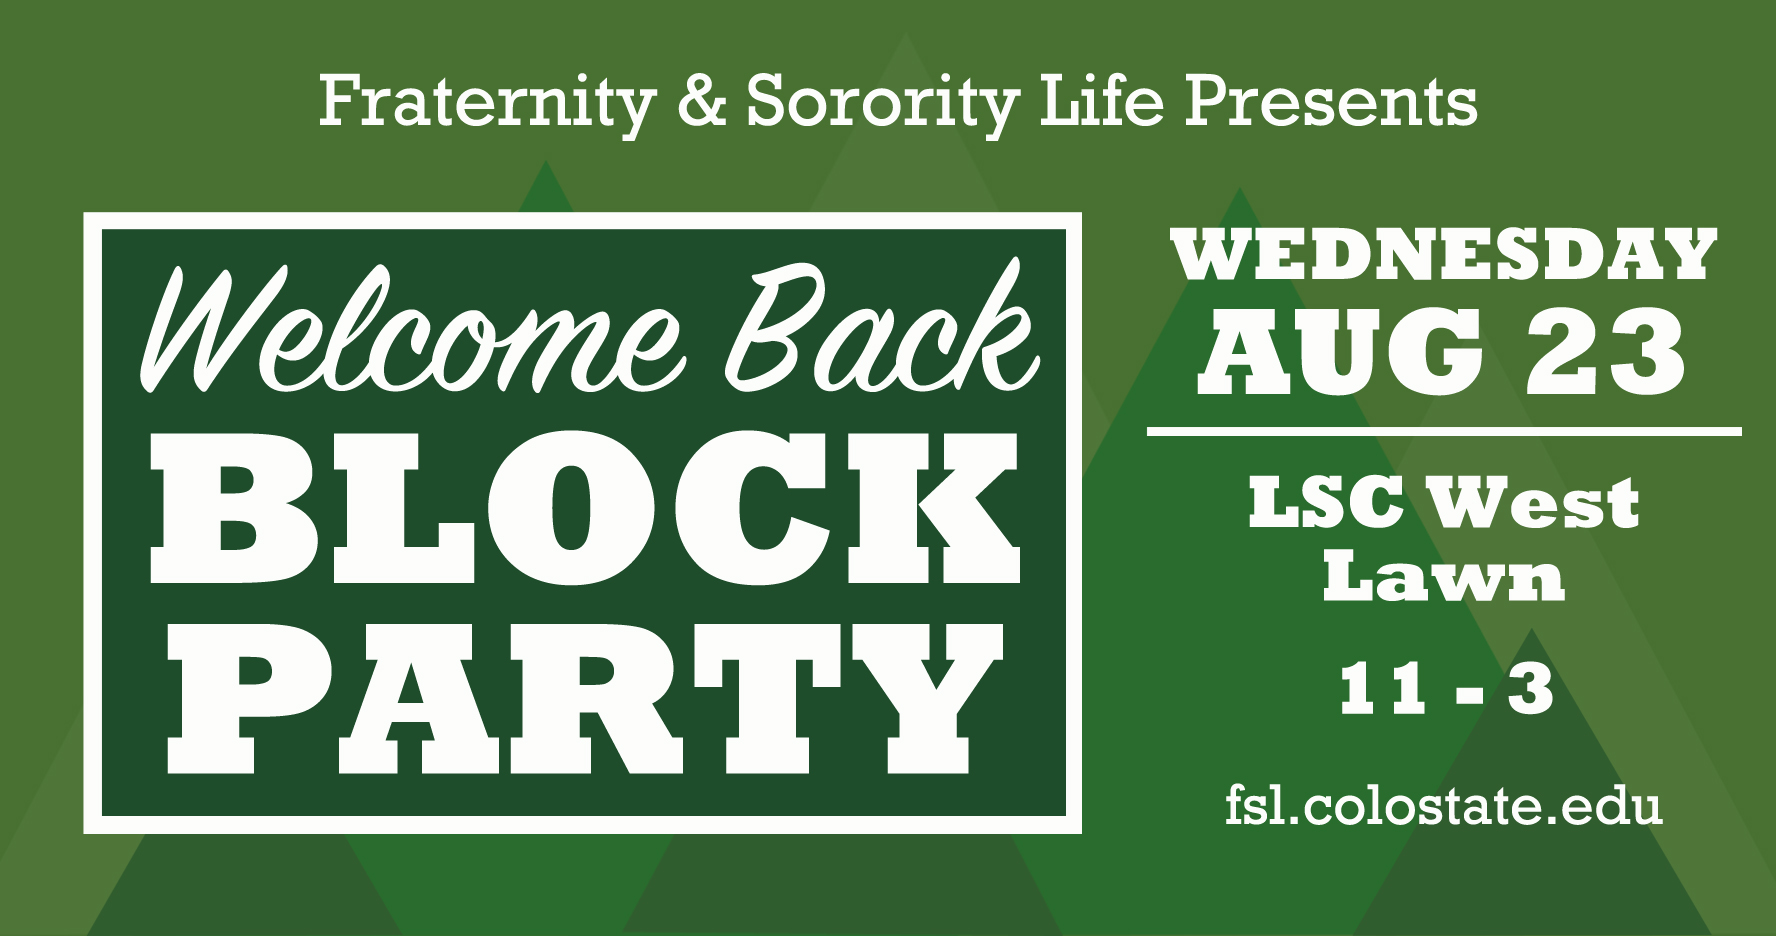 Fraternity & Sorority Life Presents
Welcome Back
BLOCK
PARTY
WEDNESDAY
AUG 23
LSC West
Lawn
11 - 3
fsl.colostate.edu